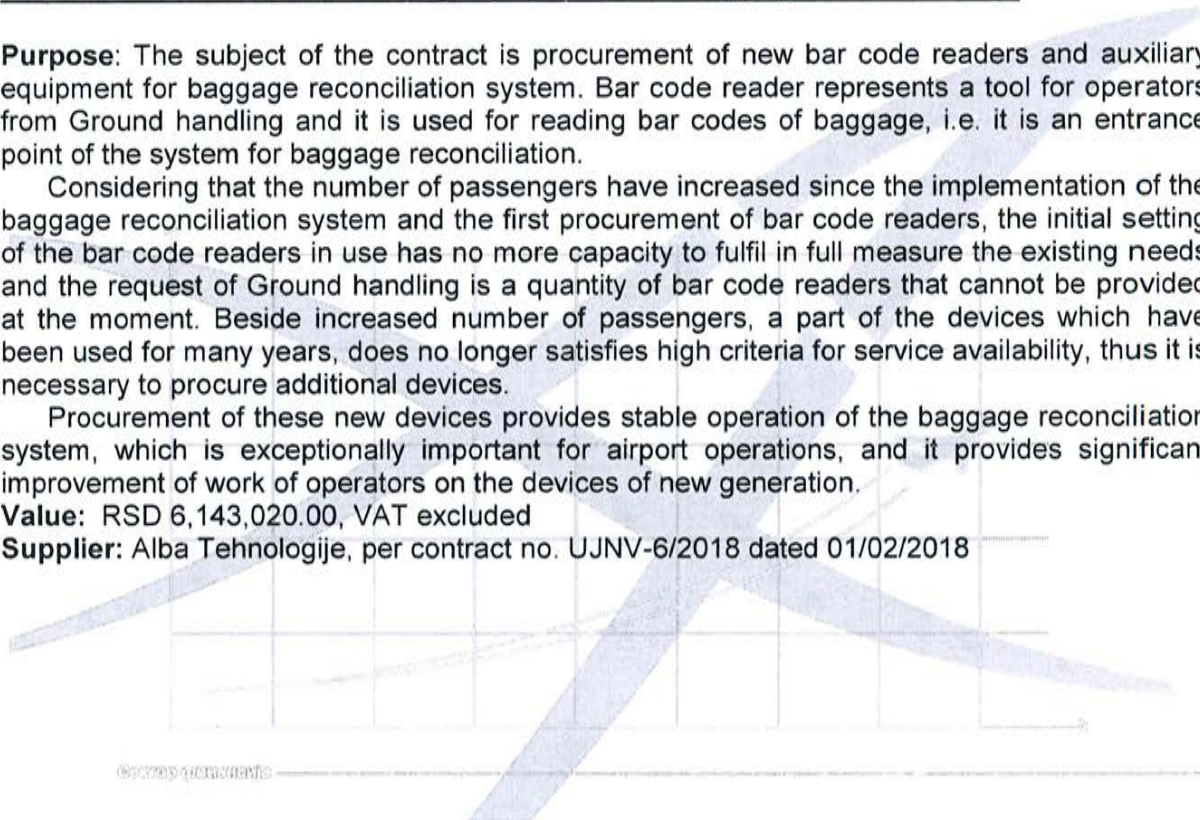 Purpose: The subject of the contract is procurement of new bar code readers and auxiliary
equipment for baggage reconciliation system. Bar code reader represents a tool for operators
from Ground handling and it is used for reading bar codes of baggage, i.e. it is an entrance
point of the system for baggage reconciliation.
Considering that the number of passengers have increased since the implementation of the
baggage reconciliation system and the first procurement of bar code readers, the initial setting
of the bar code readers in use has no more capacity to fulfil in full measure the existing needs
and the request of Ground handling is a quantity of bar code readers that cannot be provided
at the moment. Beside increased number of passengers, a part of the devices which have
been used for many years, does no longer satisfies high criteria for service availability, thus it is
necessary to procure additional devices.
Procurement of these new devices provides stable operation of the baggage reconciliation
system, which is exceptionally important for airport operations, and it provides significan
improvement of work of operators on the devices of new generation.
Value: RSD 6,143,020.00, VAT excluded
Supplier: Alba Tehnologije, per contract no. UJNV-6/2018 dated 01/02/2018